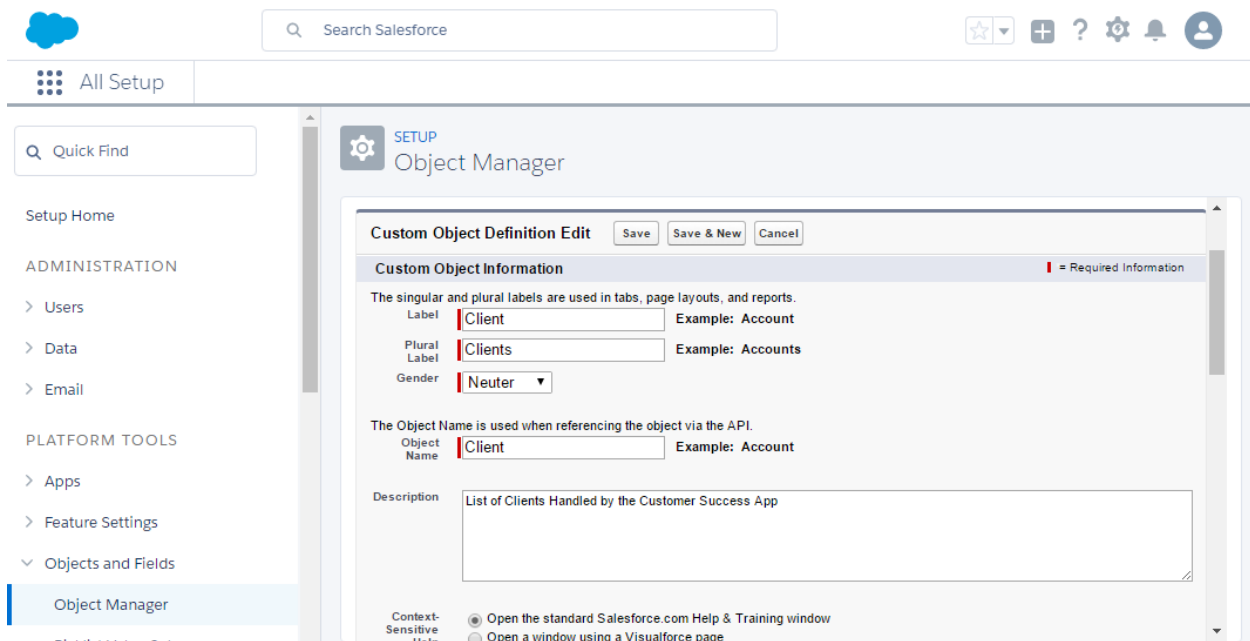 Search Salesforce
All Setup
Quick Find
Setup Home
ADMINISTRATION
Users
Data
Email
PLATFORM TOOLS
Apps
Feature Settings
Objects and Fields
Object Manager
SETUP
Object Manager
Custom Object Definition Edit Save Save & New Cancel
Custom Object Information = Required Information
The singular and plural labels are used in tabs, page layouts, and reports.
Label Client Example: Account
Plural Label Clients Example: Accounts
Gender Neuter
The Object Name is used when referencing the object via the API.
Object Name Client Example: Account
Description List of Clients Handled by the Customer Success App
Context-
Sensitive
Help
Open the standard Salesforce.com Help & Training window
Open a window using a Visualforce page